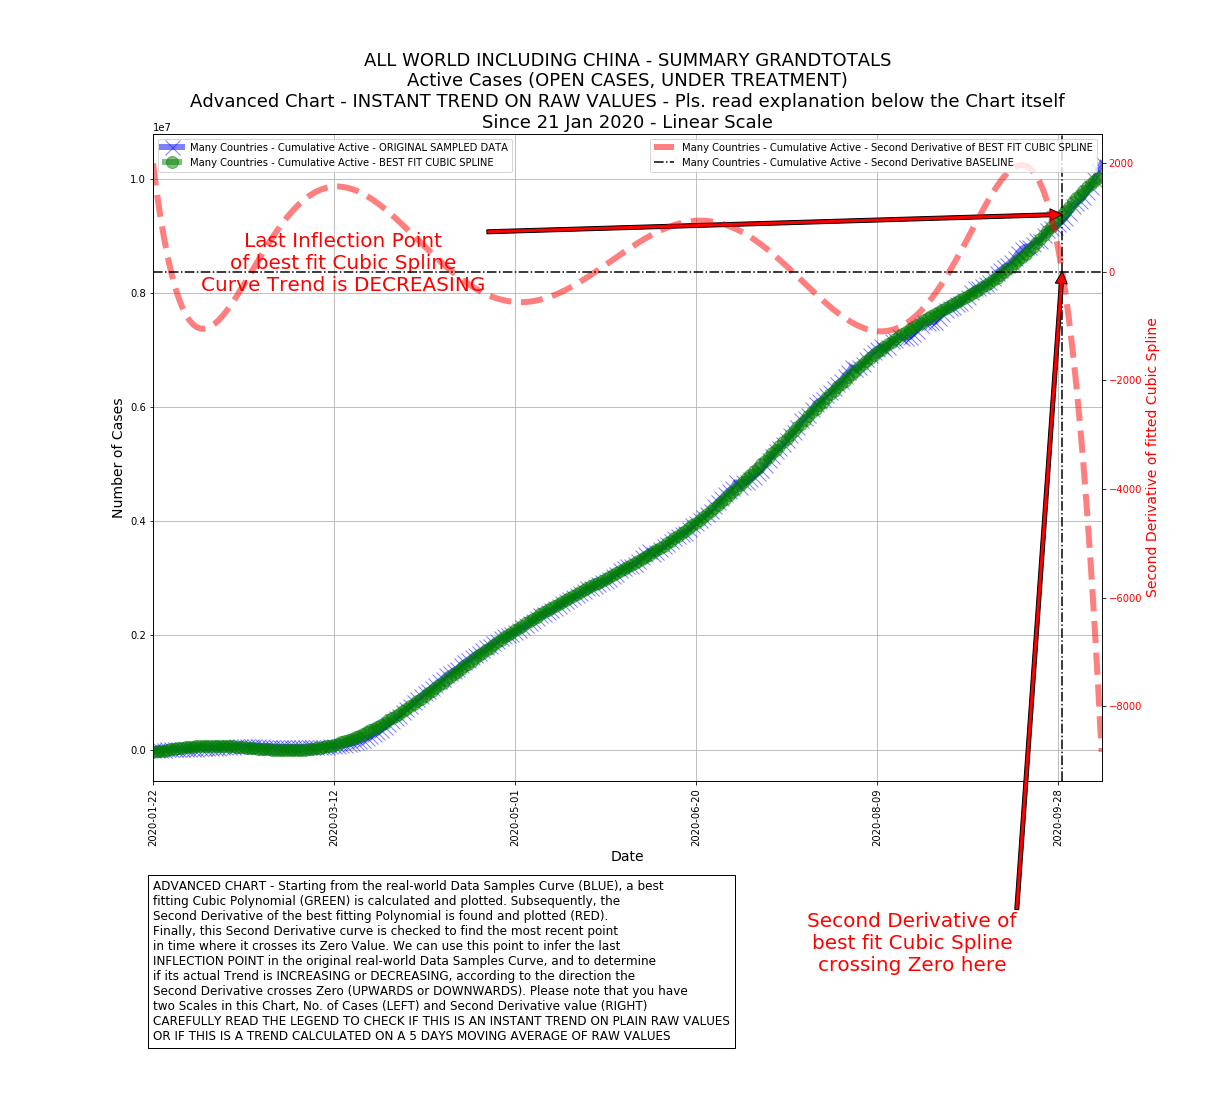 ALL WORLD INCLUDING CHINA - SUMMARY GRANDTOTALS
Active Cases (OPEN CASES, UNDER TREATMENT)
Advanced Chart - INSTANT TREND ON RAW VALUES - Pls. read explanation below the Chart itself
Since 21 Jan 2020 - Linear Scale
1e7
Many Countries - Cumulative Active - ORIGINAL SAMPLED DATA
Many Countries - Cumulative Active - BEST FIT CUBIC SPLINE
Many Countries - Cumulative Active - Second Derivative of BEST FIT CUBIC SPLINE
Many Countries - Cumulative Active - Second Derivative BASELINE
Last Inflection Point
of best fit Cubic Spline
Curve Trend is DECREASING
1.0
0.8
0.6
0.4
0.2
0.0
Number of Cases
2000
0
−2000
−4000
−6000
−8000
Second Derivative of fitted Cubic Spline
2020-01-22
2020-03-12
2020-05-01
2020-06-20
2020-08-09
2020-09-28
Date
Second Derivative of
best fit Cubic Spline
crossing Zero here
ADVANCED CHART - Starting from the real-world Data Samples Curve (BLUE), a best
fitting Cubic Polynomial (GREEN) is calculated and plotted. Subsequently, the
Second Derivative of the best fitting Polynomial is found and plotted (RED).
Finally, this Second Derivative curve is checked to find the most recent point
in time where it crosses its Zero Value. We can use this point to infer the last
INFLECTION POINT in the original real-world Data Samples Curve, and to determine
if its actual Trend is INCREASING or DECREASING, according to the direction the
Second Derivative crosses Zero (UPWARDS or DOWNWARDS). Please note that you have
two Scales in this Chart, No. of Cases (LEFT) and Second Derivative value (RIGHT)
CAREFULLY READ THE LEGEND TO CHECK IF THIS IS AN INSTANT TREND ON PLAIN RAW VALUES
OR IF THIS IS A TREND CALCULATED ON A 5 DAYS MOVING AVERAGE OF RAW VALUES